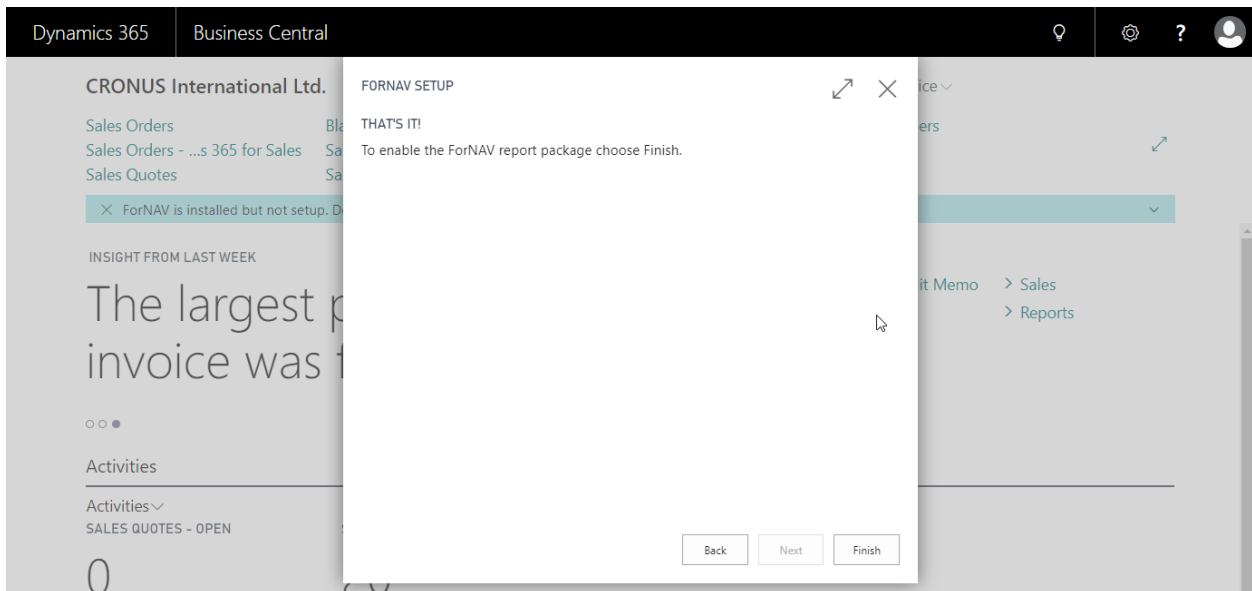 Dynamics 365 Business Central ?
CRONUS International Ltd.
Sales Orders
Sales Orders - ...s 365 for Sales
Sales Quotes
ForNAV is installed but not setup.
INSIGHT FROM LAST WEEK
The largest
invoice was
Activities
Activities
SALES QUOTES - OPEN
0
FORNAV SETUP
THAT'S IT!
To enable the ForNAV report package choose Finish.
Back Next Finish
it Memo
> Sales
> Reports